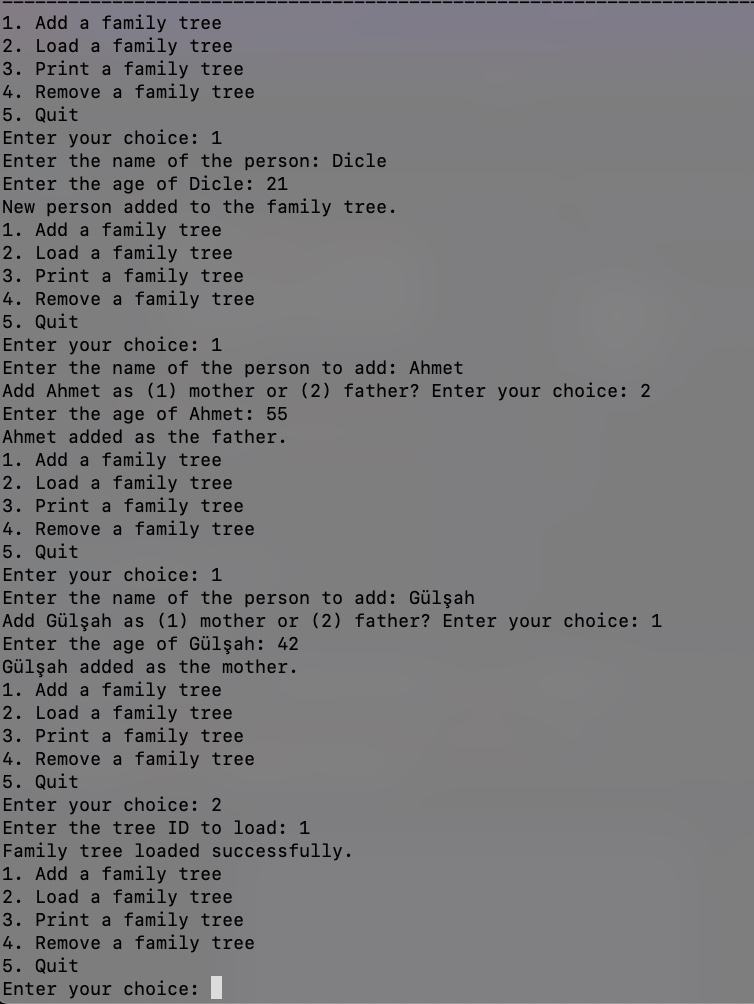 1. Add a family tree
2. Load a family tree
3. Print a family tree
4. Remove a family tree
5. Quit
Enter your choice: 1
Enter the name of the person: Dicle
Enter the age of Dicle: 21
New person added to the family tree.
1. Add a family tree
2. Load a family tree
3. Print a family tree
4. Remove a family tree
5. Quit
Enter your choice: 1
Enter the name of the person to add: Ahmet
Add Ahmet as (1) mother or (2) father? Enter your choice: 2
Enter the age of Ahmet: 55
Ahmet added as the father.
1. Add a family tree
2. Load a family tree
3. Print a family tree
4. Remove a family tree
5. Quit
Enter your choice: 1
Enter the name of the person to add: Gülşah
Add Gülşah as (1) mother or (2) father? Enter your choice: 1
Enter the age of Gülşah: 42
Gülşah added as the mother.
1. Add a family tree
2. Load a family tree
3. Print a family tree
4. Remove a family tree
5. Quit
Enter your choice: 2
Enter the tree ID to load: 1
Family tree loaded successfully.
1. Add a family tree
2. Load a family tree
3. Print a family tree
4. Remove a family tree
5. Quit
Enter your choice: